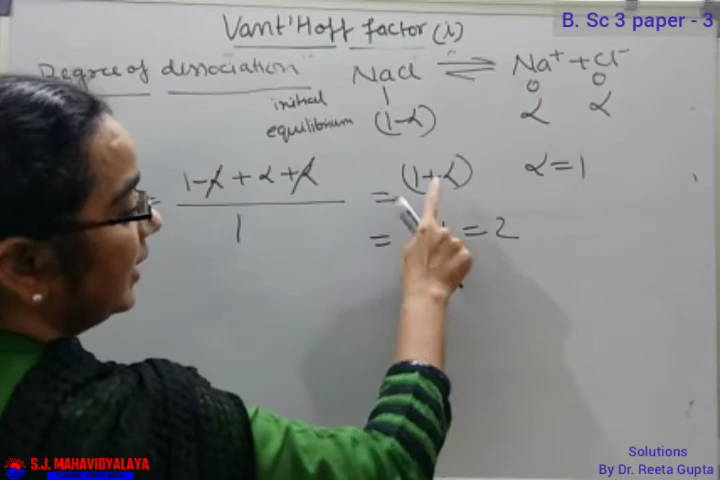 B. Sc 3 paper - 3
Vant'Hoff factor (i)
Degree of dissociation NaCl ⇌ Na⁺ + Cl⁻
initial 1 0 0
equilibrium (1-α) α α
= 1-α + α + α / 1 = (1+α) α = 1
= = 2
S.J. MAHAVIDYALAYA
Solutions
By Dr. Reeta Gupta